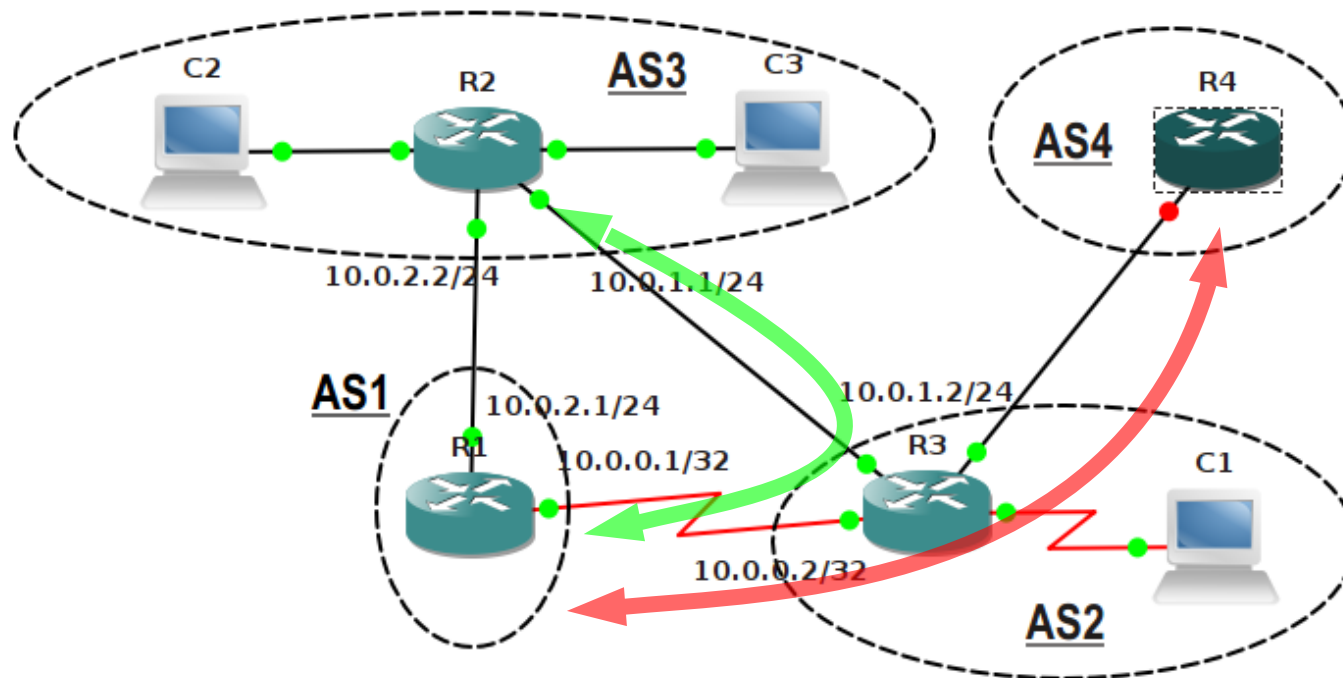 C2
R2
AS3
C3
R4
AS4
10.0.2.2/24
10.0.1.1/24
AS1
10.0.2.1/24
10.0.1.2/24
R1
10.0.0.1/32
R3
C1
10.0.0.2/32
AS2